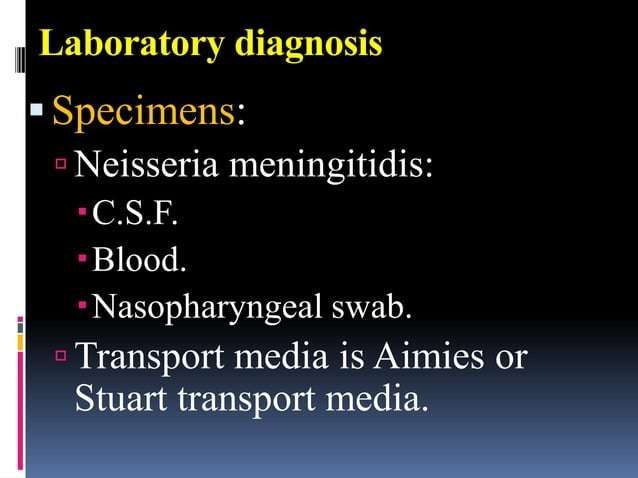 Laboratory diagnosis
Specimens:
Neisseria meningitidis:
C.S.F.
Blood.
Nasopharyngeal swab.
Transport media is Aimies or
Stuart transport media.